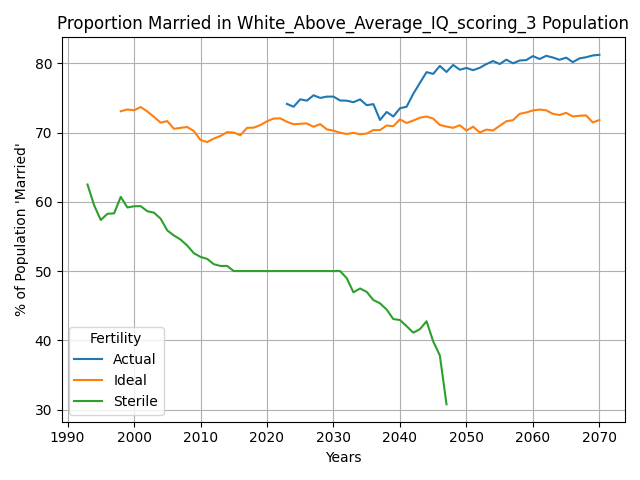 Proportion Married in White_Above_Average_IQ_scoring_3 Population
% of Population 'Married'
80
70
60
50
40
30
Fertility
Actual
Ideal
Sterile
1990 2000 2010 2020 2030 2040 2050 2060 2070
Years